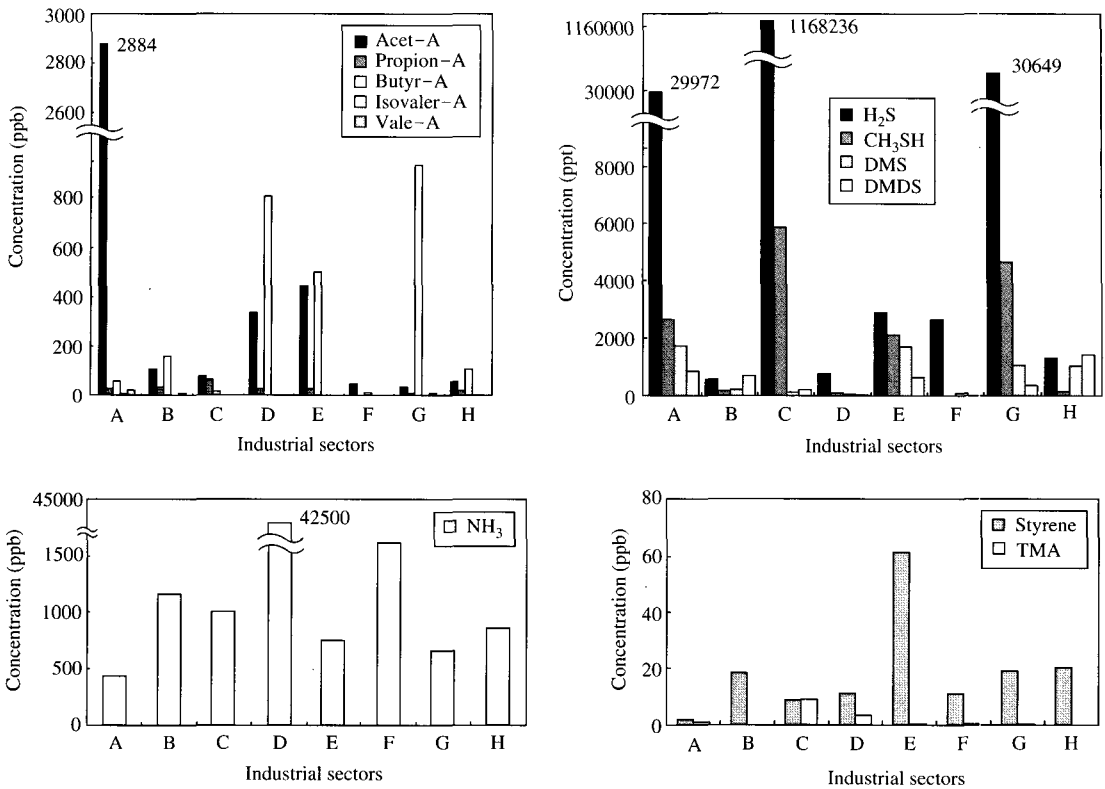 3000
2800
2600
800
600
400
200
0
Concentration (ppb)
2884
Acet-A
Propion-A
Butyr-A
Isovaler-A
Vale-A
A B C D E F G H
Industrial sectors
1160000
30000
8000
6000
4000
2000
0
Concentration (ppt)
29972
1168236
30649
H₂S
CH₃SH
DMS
DMDS
A B C D E F G H
Industrial sectors
45000
1500
1000
500
0
Concentration (ppb)
42500
NH₃
A B C D E F G H
Industrial sectors
80
60
40
20
0
Concentration (ppb)
Styrene
TMA
A B C D E F G H
Industrial sectors